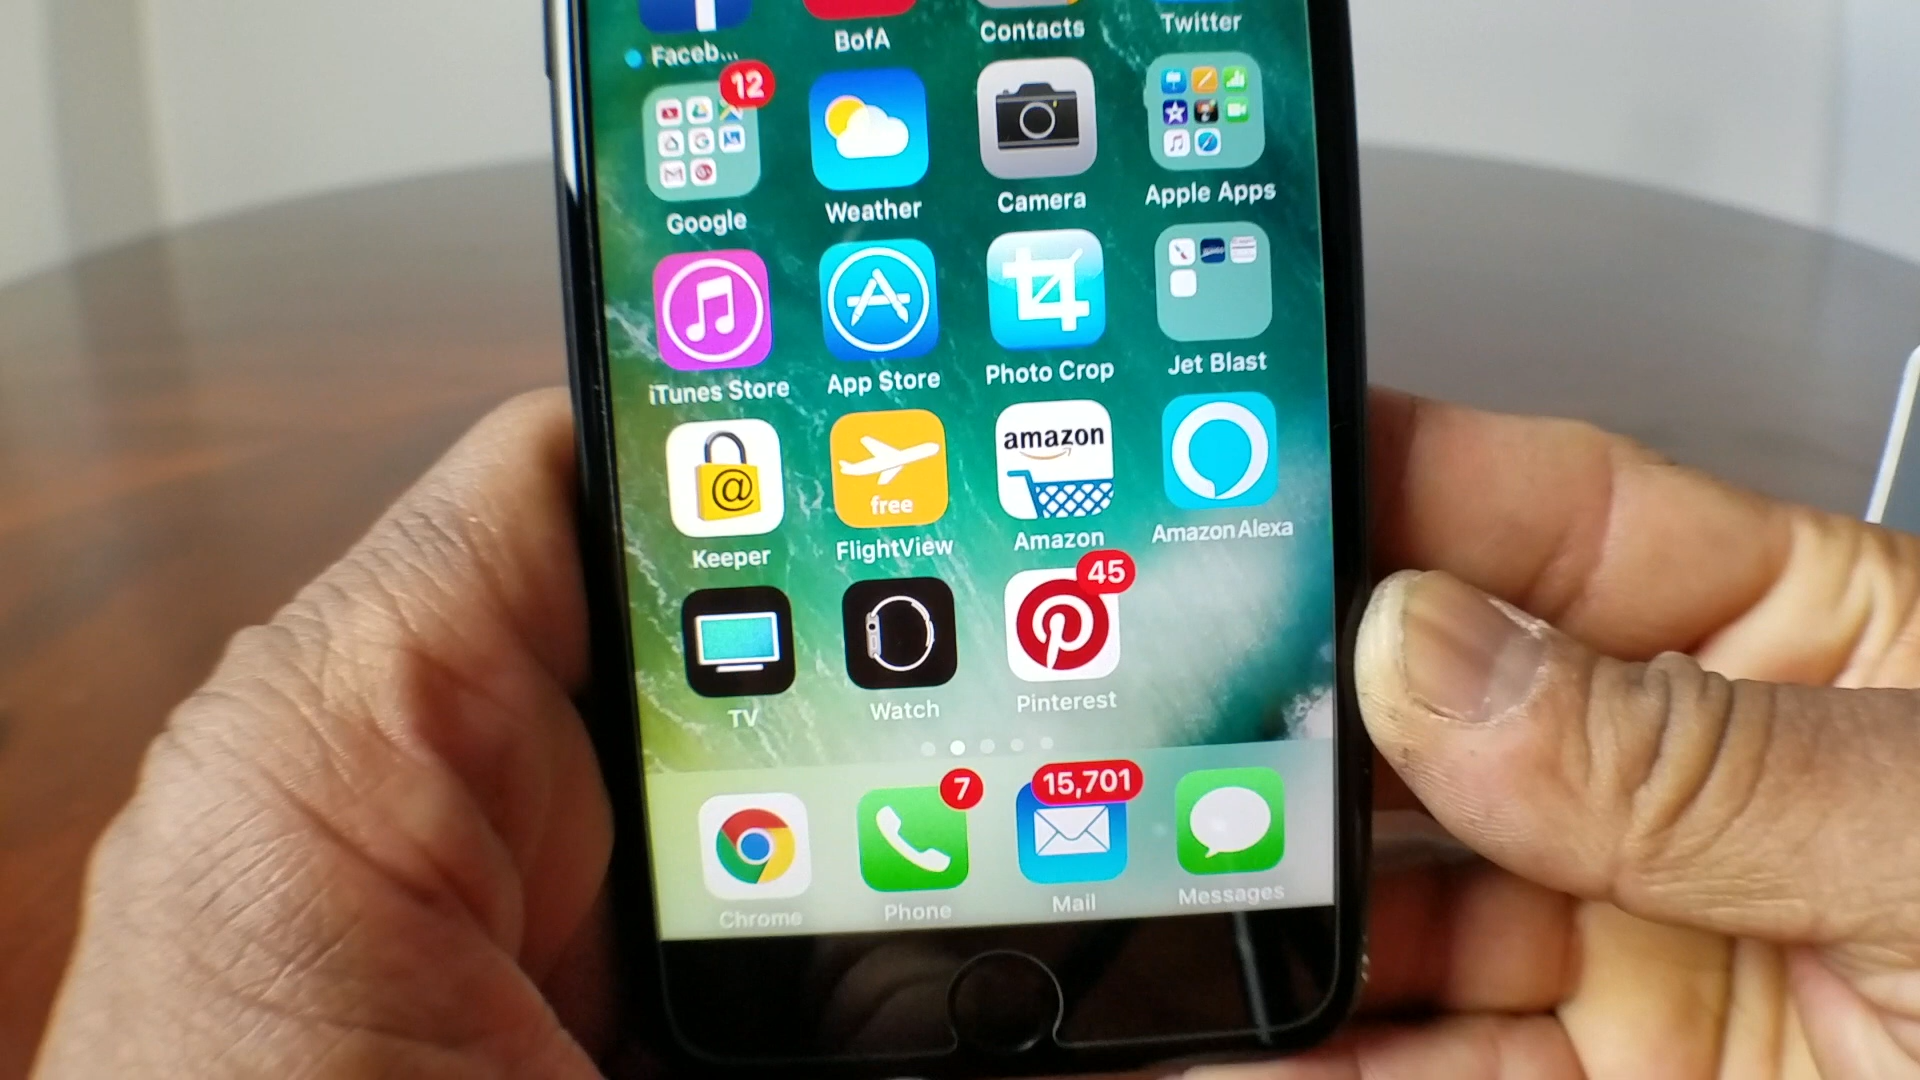 Faceb...
BofA
Contacts
Twitter
12
Google
Weather
Camera
Apple Apps
iTunes Store
App Store
Photo Crop
Jet Blast
@
free
amazon
Keeper
FlightView
Amazon
Amazon Alexa
45
TV
Watch
Pinterest
7
15,701
Chrome
Phone
Mail
Messages